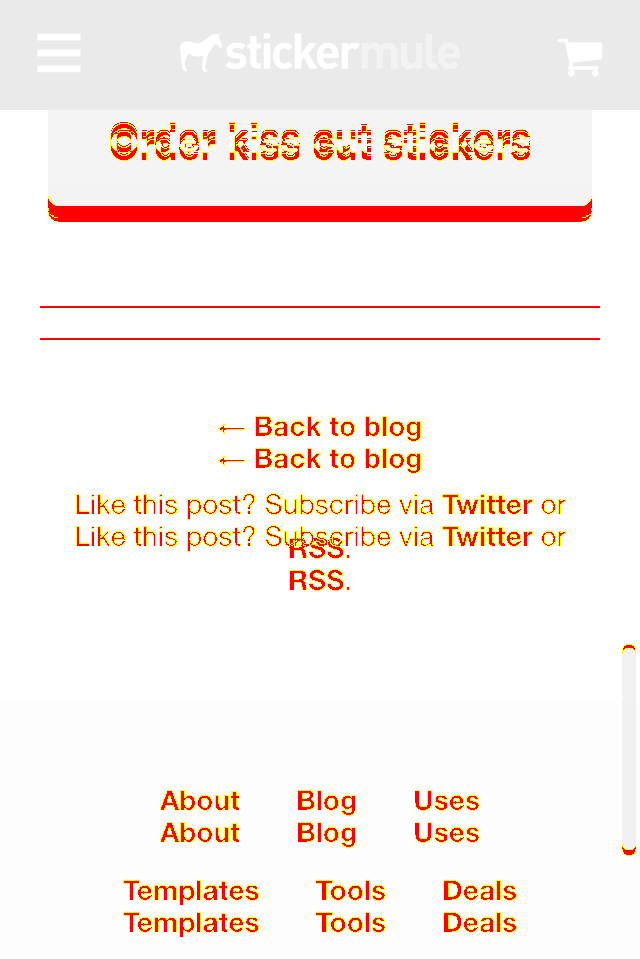 stickermule
Order kiss cut stickers
← Back to blog
← Back to blog
Like this post? Subscribe via Twitter or
Like this post? Subscribe via Twitter or
RSS.
RSS.
About Blog Uses
About Blog Uses
Templates Tools Deals
Templates Tools Deals